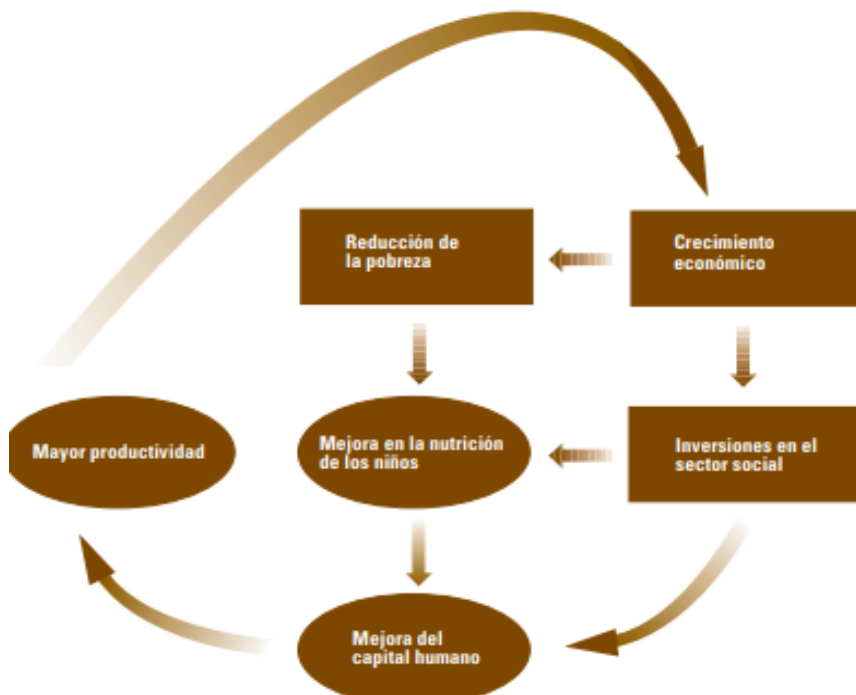 Reducción de
la pobreza
Crecimiento
económico
Mayor productividad
Mejora en la nutrición
de los niños
Inversiones en el
sector social
Mejora del
capital humano